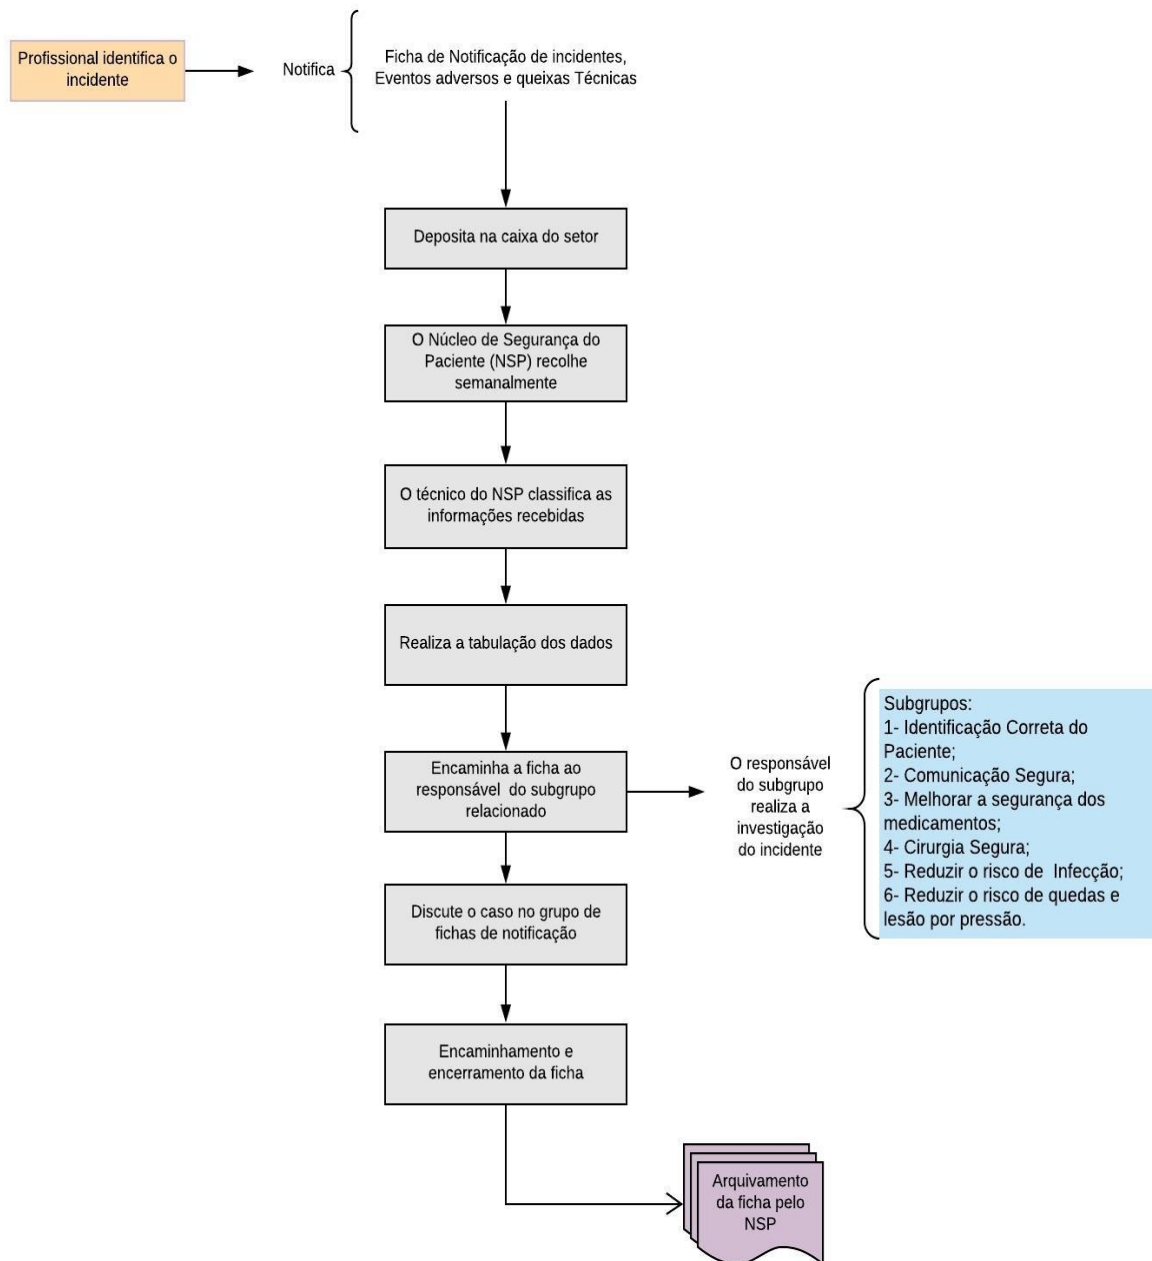 Profissional identifica o
incidente
Notifica
Ficha de Notificação de incidentes,
Eventos adversos e queixas Técnicas
Deposita na caixa do setor
O Núcleo de Segurança do
Paciente (NSP) recolhe
semanalmente
O técnico do NSP classifica as
informações recebidas
Realiza a tabulação dos dados
Encaminha a ficha ao
responsável do subgrupo
relacionado
O responsável
do subgrupo
realiza a
investigação
do incidente
Subgrupos:
1- Identificação Correta do
Paciente;
2- Comunicação Segura;
3- Melhorar a segurança dos
medicamentos;
4- Cirurgia Segura;
5- Reduzir o risco de Infecção;
6- Reduzir o risco de quedas e
lesão por pressão.
Discute o caso no grupo de
fichas de notificação
Encaminhamento e
encerramento da ficha
Arquivamento
da ficha pelo
NSP